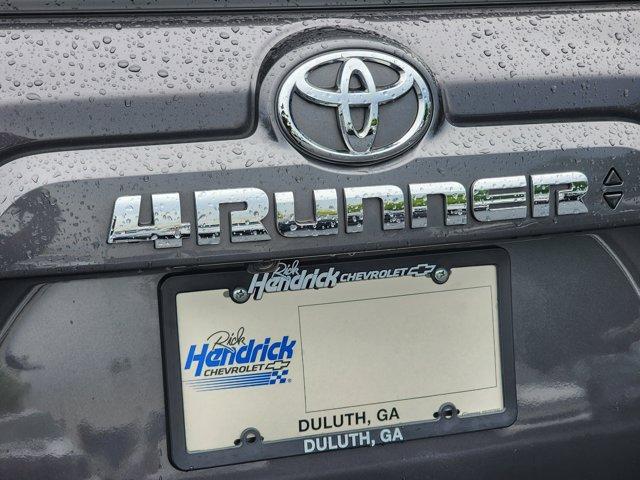 4RUNNER
Rick Hendrick CHEVROLET
Rick
Hendrick
CHEVROLET
DULUTH, GA
DULUTH, GA